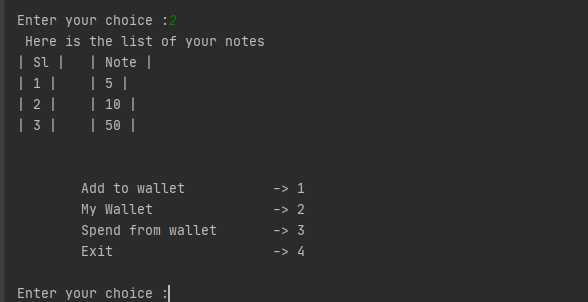 Enter your choice :2
Here is the list of your notes
| Sl |   | Note |
| 1 |    | 5 |
| 2 |    | 10 |
| 3 |    | 50 |
Add to wallet           -> 1
My Wallet               -> 2
Spend from wallet       -> 3
Exit                    -> 4
Enter your choice :